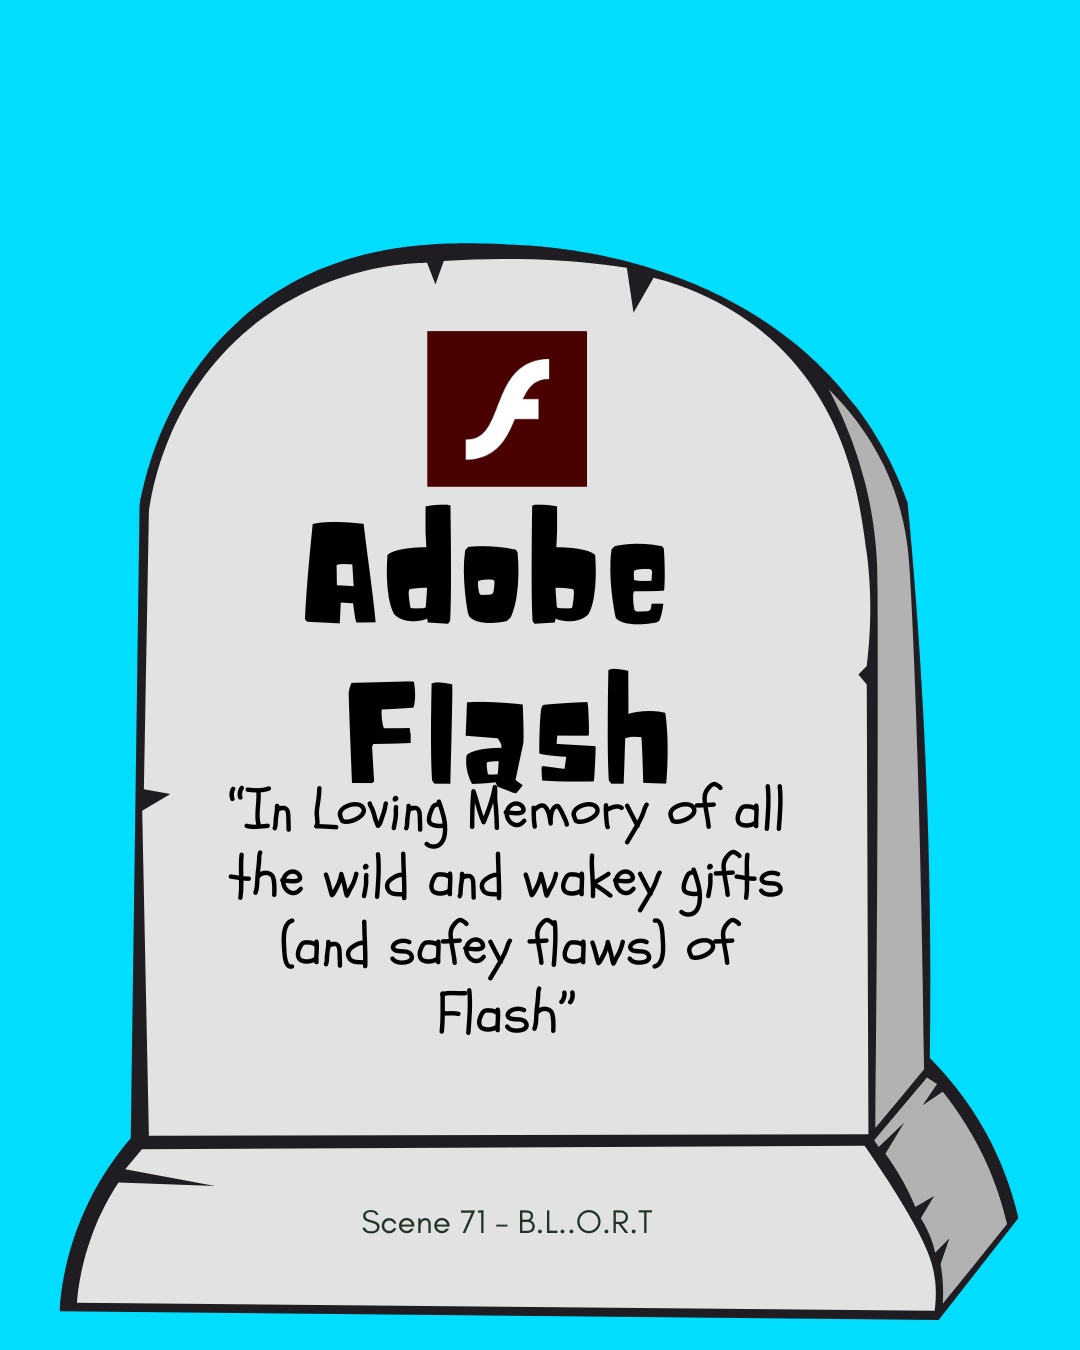 Adobe
Flash
“In Loving Memory of all
the wild and wakey gifts
(and safey flaws) of
Flash”
Scene 71 - B.L..O.R.T